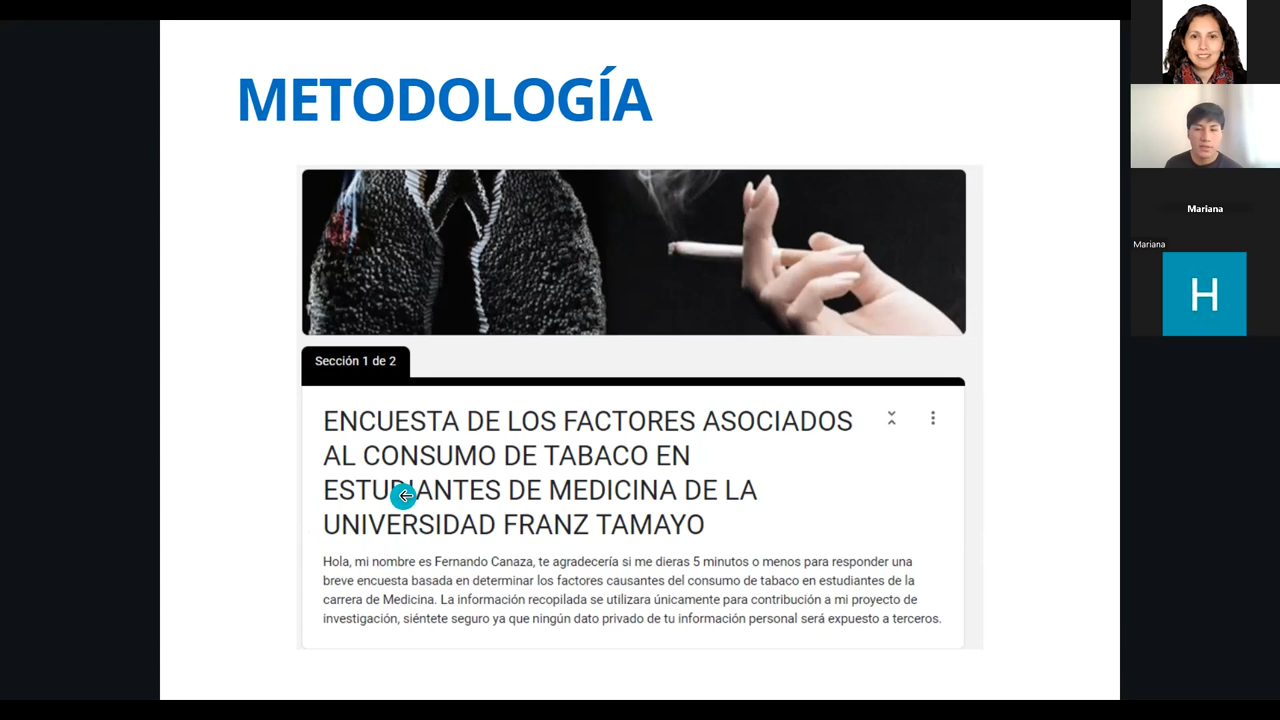 METODOLOGÍA
Sección 1 de 2
ENCUESTA DE LOS FACTORES ASOCIADOS
AL CONSUMO DE TABACO EN
ESTUDIANTES DE MEDICINA DE LA
UNIVERSIDAD FRANZ TAMAYO
Hola, mi nombre es Fernando Canaza, te agradecería si me dieras 5 minutos o menos para responder una
breve encuesta basada en determinar los factores causantes del consumo de tabaco en estudiantes de la
carrera de Medicina. La información recopilada se utilizara únicamente para contribución a mi proyecto de
investigación, siéntete seguro ya que ningún dato privado de tu información personal será expuesto a terceros.
Mariana
Mariana
H